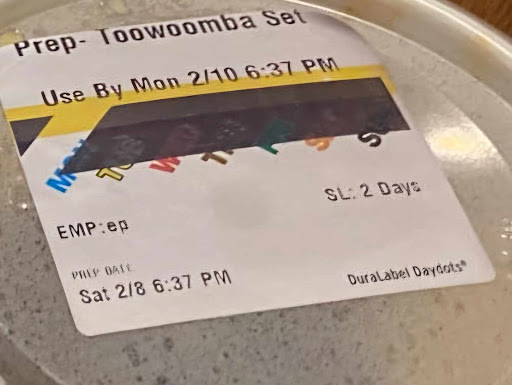 Prep- Toowoomba Set
Use By Mon 2/10 6:37 PM
SL: 2 Days
EMP:ep
PREP DATE
Sat 2/8 6:37 PM
DuraLabel Daydots®